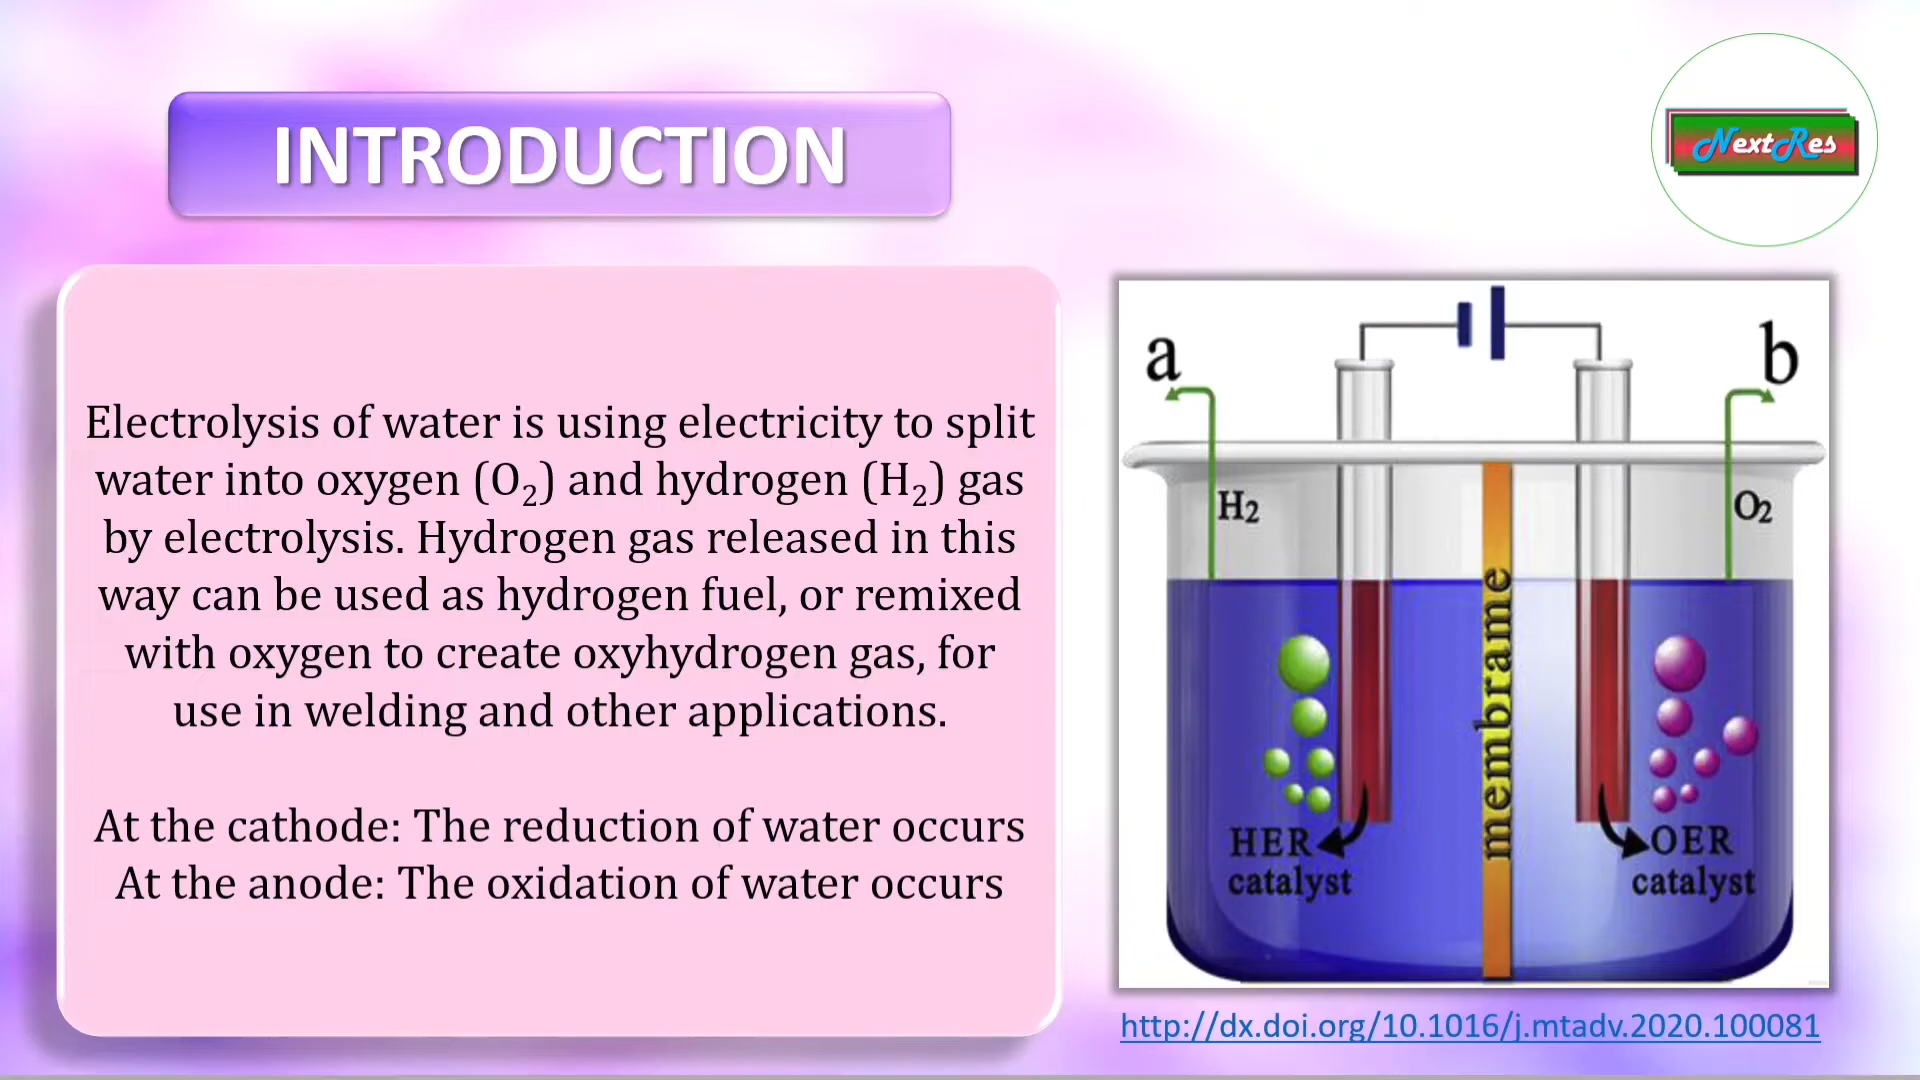 INTRODUCTION
NextRes
Electrolysis of water is using electricity to split
water into oxygen (O₂) and hydrogen (H₂) gas
by electrolysis. Hydrogen gas released in this
way can be used as hydrogen fuel, or remixed
with oxygen to create oxyhydrogen gas, for
use in welding and other applications.
At the cathode: The reduction of water occurs
At the anode: The oxidation of water occurs
a
b
H₂
O₂
membrane
HER
catalyst
OER
catalyst
http://dx.doi.org/10.1016/j.mtadv.2020.100081